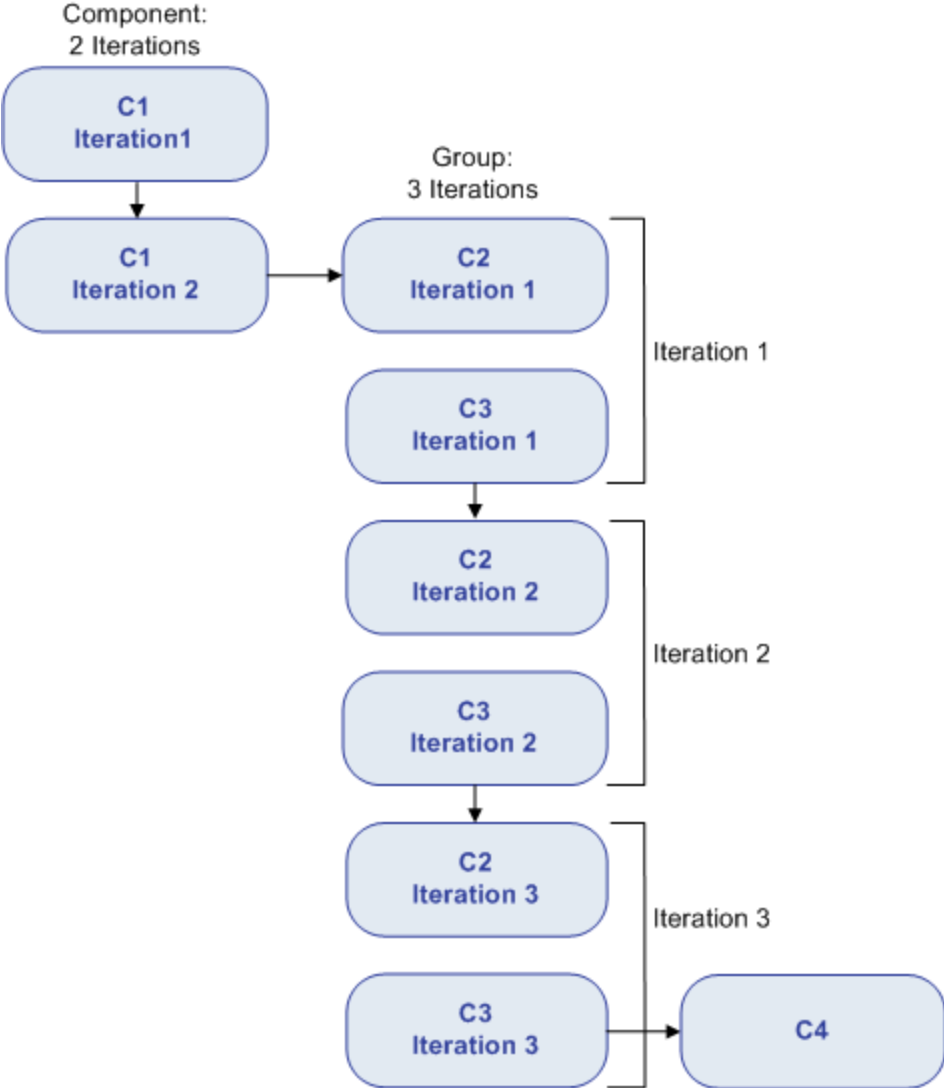 Component:
2 Iterations
C1
Iteration1
Group:
3 Iterations
C1
Iteration 2
C2
Iteration 1
Iteration 1
C3
Iteration 1
C2
Iteration 2
Iteration 2
C3
Iteration 2
C2
Iteration 3
Iteration 3
C3
Iteration 3
C4